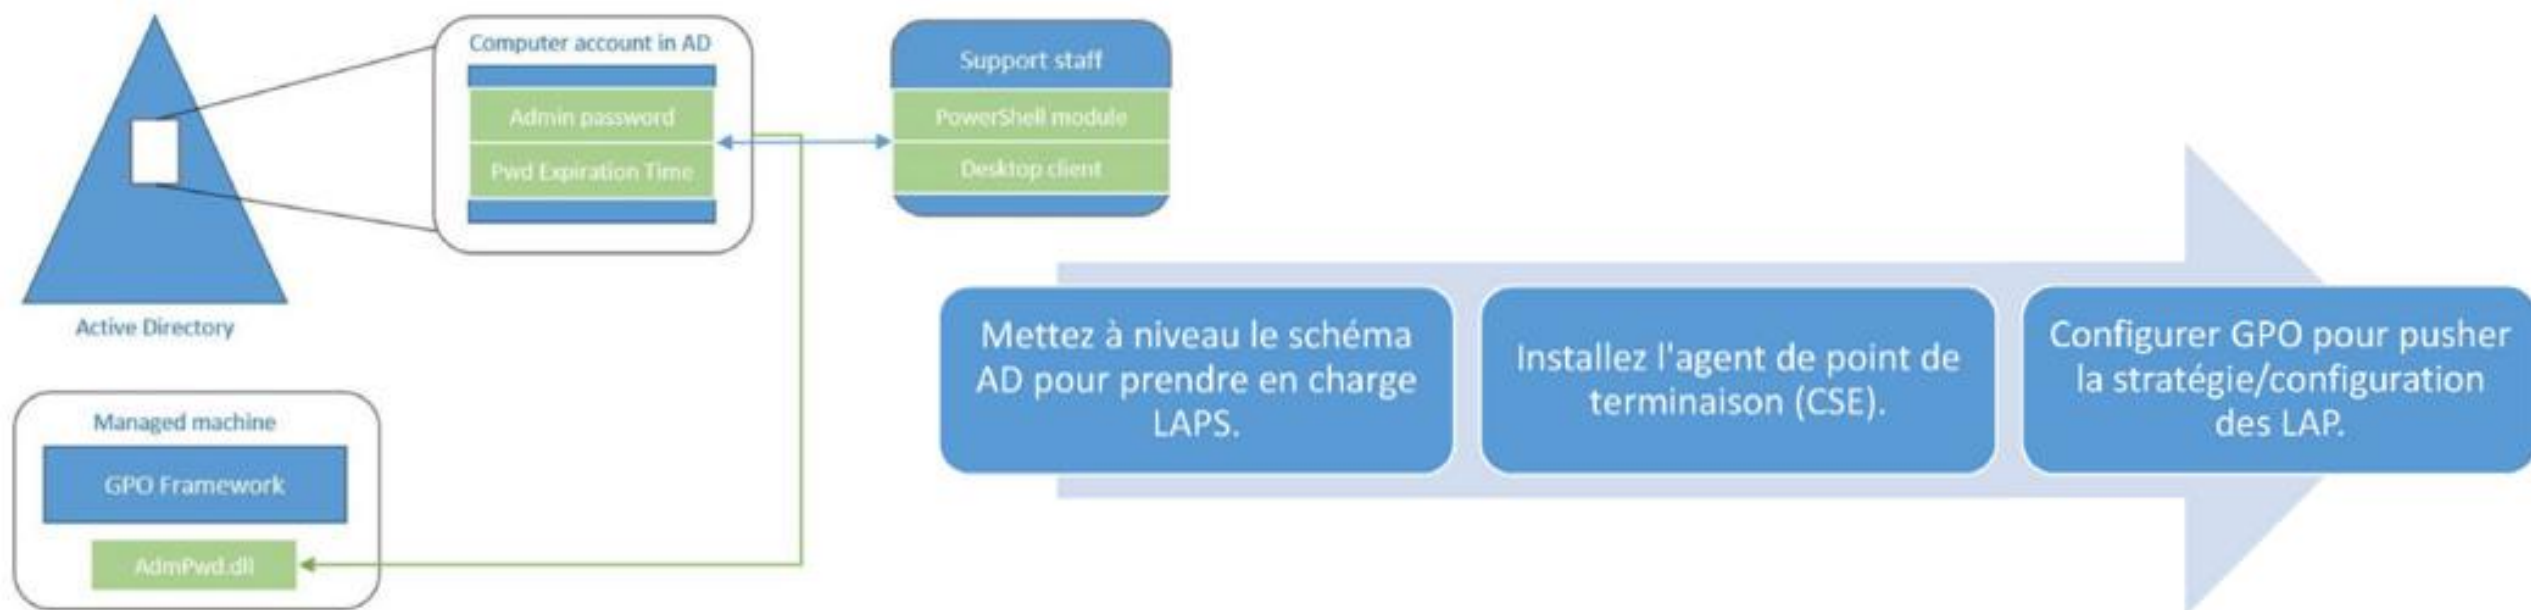 Computer account in AD
Admin password
Pwd Expiration Time
Support staff
PowerShell module
Desktop client
Active Directory
Managed machine
GPO Framework
AdmPwd.dll
Mettez à niveau le schéma
AD pour prendre en charge
LAPS.
Installez l'agent de point de
terminaison (CSE).
Configurer GPO pour pusher
la stratégie/configuration
des LAP.